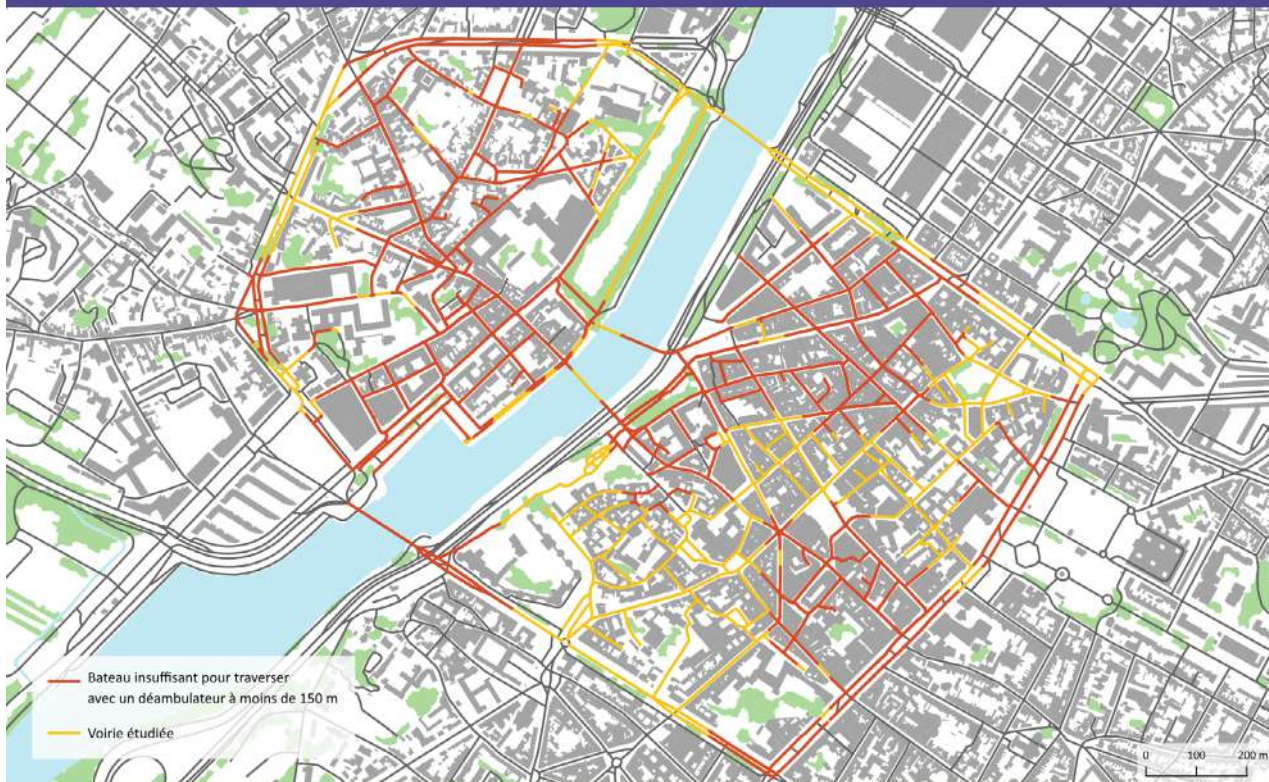 Bateau insuffisant pour traverser
avec un déambulateur à moins de 150 m
Voirie étudiée
0 100 200 m